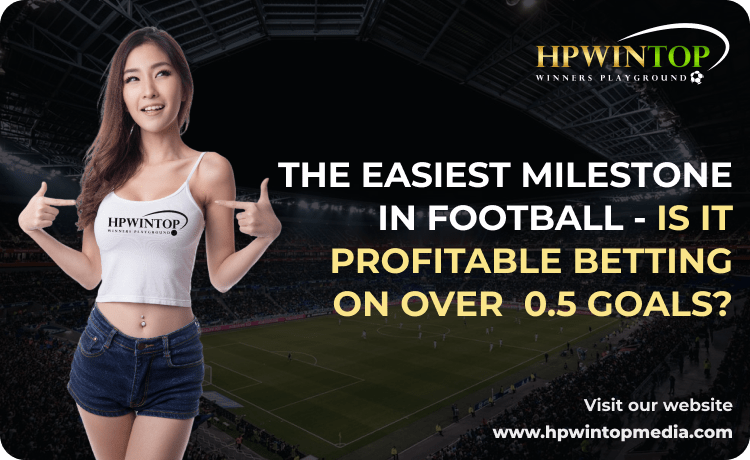 HPWINTOP
WINNERS PLAYGROUND
HPWINTOP
WINNERS PLAYGROUND
THE EASIEST MILESTONE
IN FOOTBALL - IS IT
PROFITABLE BETTING
ON OVER 0.5 GOALS?
Visit our website
www.hpwintopmedia.com